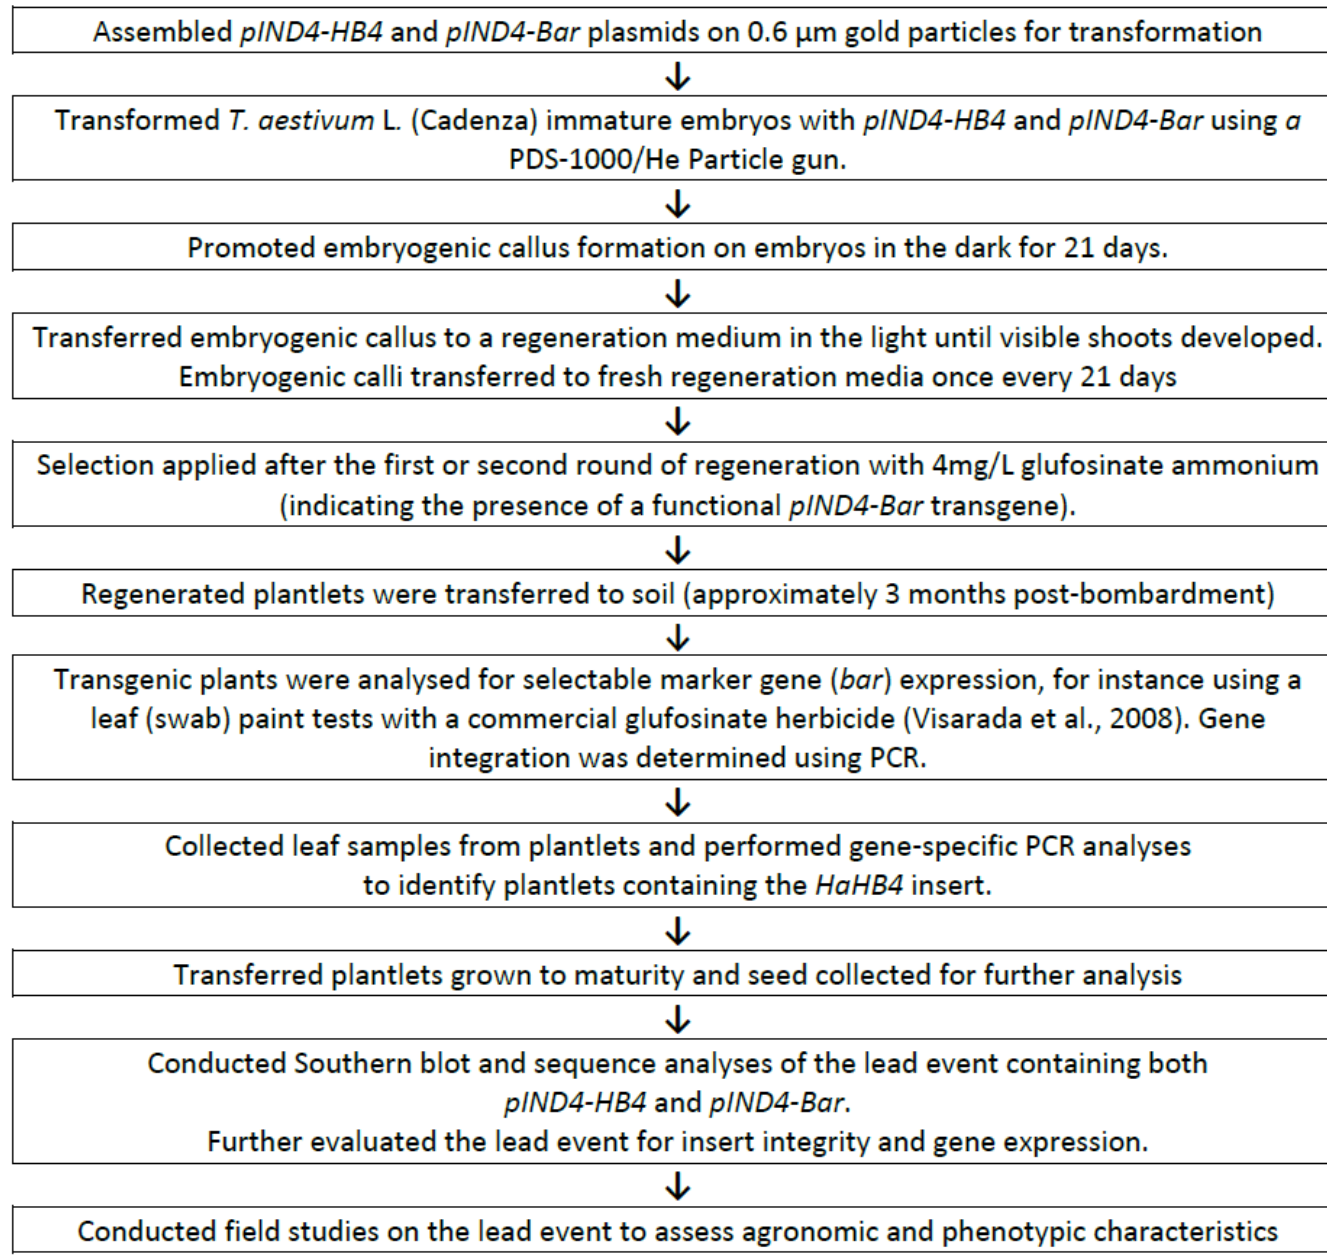 Assembled pIND4-HB4 and pIND4-Bar plasmids on 0.6 µm gold particles for transformation
↓
Transformed T. aestivum L. (Cadenza) immature embryos with pIND4-HB4 and pIND4-Bar using a
PDS-1000/He Particle gun.
↓
Promoted embryogenic callus formation on embryos in the dark for 21 days.
↓
Transferred embryogenic callus to a regeneration medium in the light until visible shoots developed.
Embryogenic calli transferred to fresh regeneration media once every 21 days
↓
Selection applied after the first or second round of regeneration with 4mg/L glufosinate ammonium
(indicating the presence of a functional pIND4-Bar transgene).
↓
Regenerated plantlets were transferred to soil (approximately 3 months post-bombardment)
↓
Transgenic plants were analysed for selectable marker gene (bar) expression, for instance using a
leaf (swab) paint tests with a commercial glufosinate herbicide (Visarada et al., 2008). Gene
integration was determined using PCR.
↓
Collected leaf samples from plantlets and performed gene-specific PCR analyses
to identify plantlets containing the HaHB4 insert.
↓
Transferred plantlets grown to maturity and seed collected for further analysis
↓
Conducted Southern blot and sequence analyses of the lead event containing both
pIND4-HB4 and pIND4-Bar.
Further evaluated the lead event for insert integrity and gene expression.
↓
Conducted field studies on the lead event to assess agronomic and phenotypic characteristics